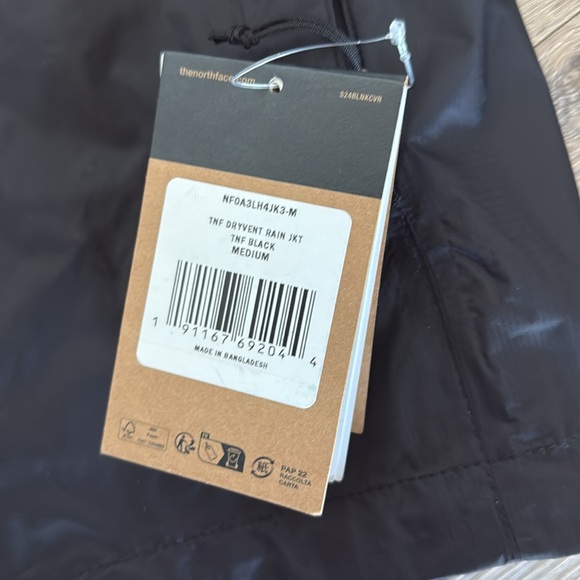 thenorthface.com
S24BLNKCVR
NF0A3LH4JK3-M
TNF DRYVENT RAIN JKT
TNF BLACK
MEDIUM
1 91167 69204 4
MADE IN BANGLADESH
PAP 22
RACCOLTA
CARTA